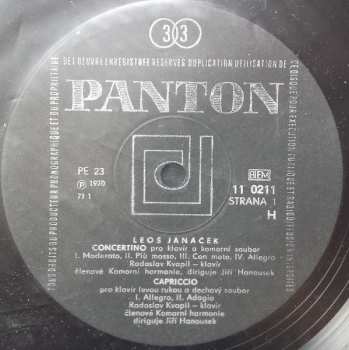 33
PANTON
PE 23
Ⓟ 1970
71 1
HIFI
11 0211
STRANA 1
H
LEOŠ JANÁČEK
CONCERTINO pro klavír a komorní soubor
I. Moderato, II. Più mosso, III. Con moto, IV. Allegro
Radoslav Kvapil – klavír
členové Komorní harmonie, diriguje Jiří Hanousek
CAPRICCIO
pro klavír levou rukou a dechový soubor
I. Allegro, II. Adagio
Radoslav Kvapil – klavír
členové Komorní harmonie
diriguje Jiří Hanousek